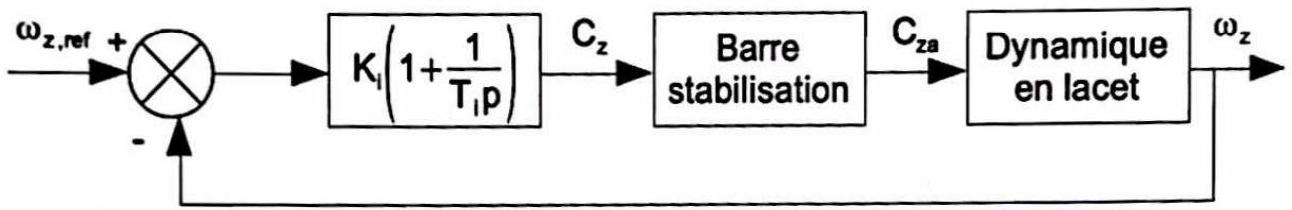 ω_z,ref +
-
K_i(1+1/(T_i p))
C_z
Barre
stabilisation
C_za
Dynamique
en lacet
ω_z